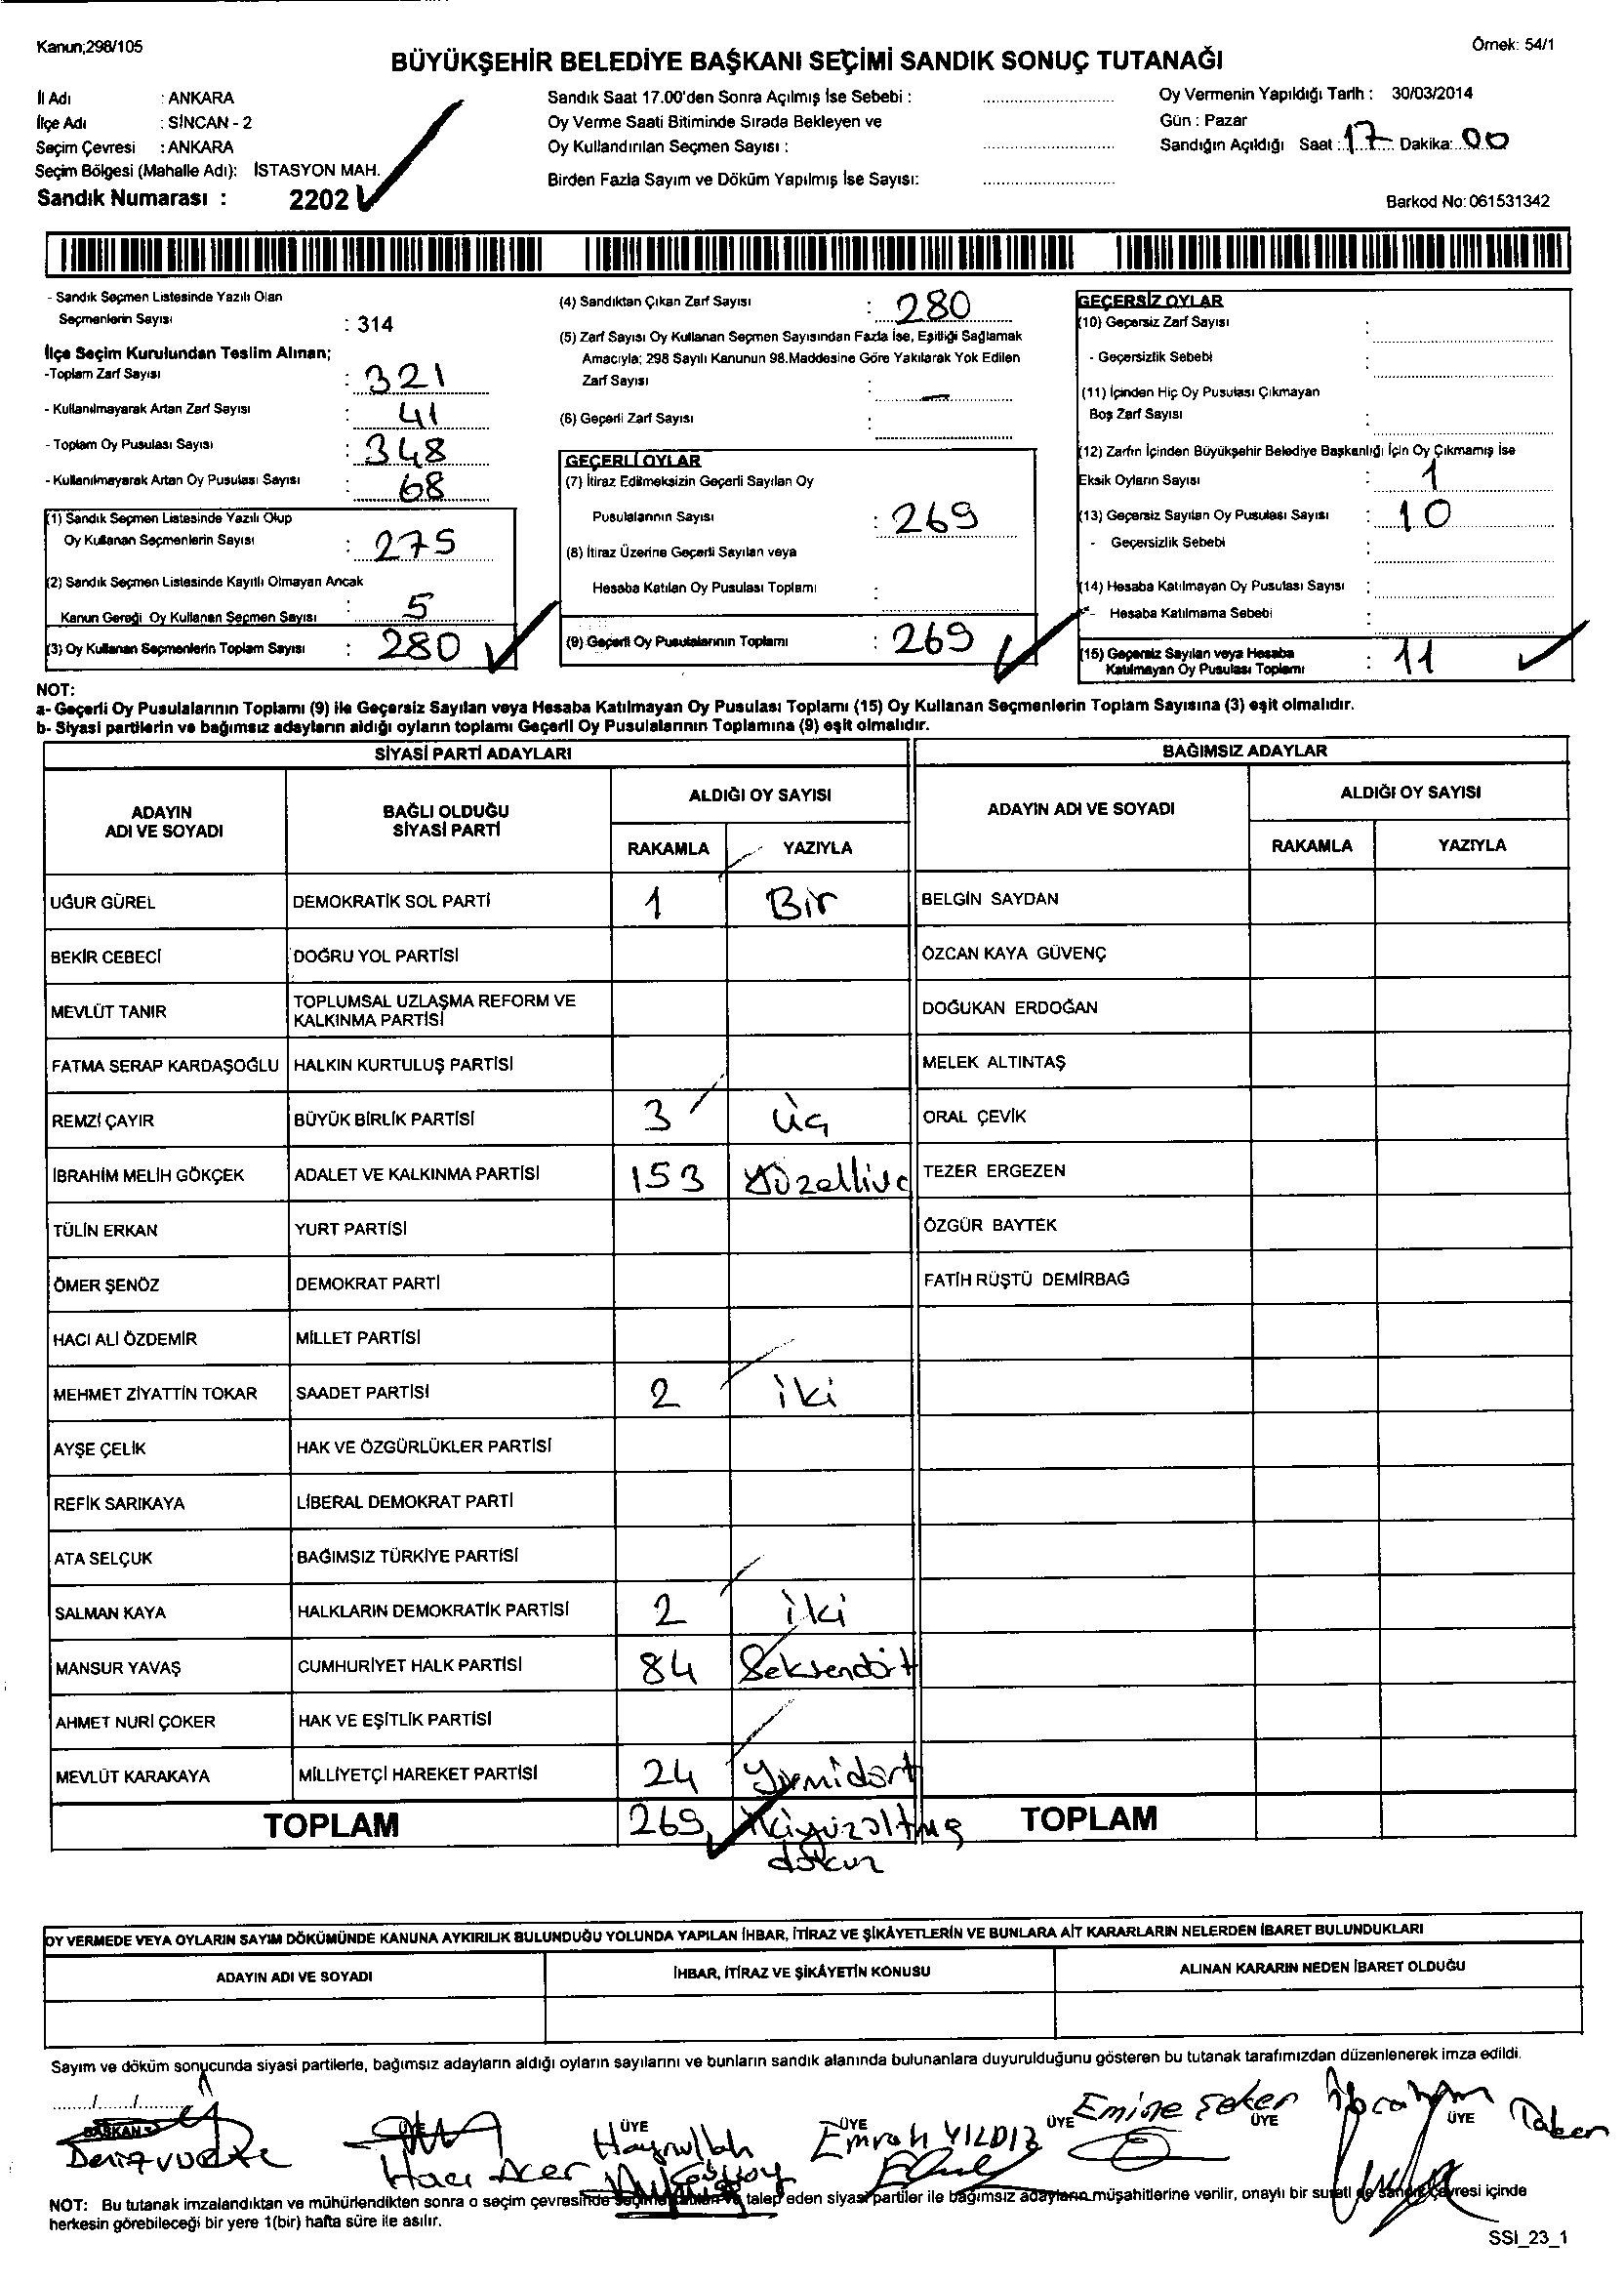 Kanun;298/105
Örnek: 54/1
BÜYÜKŞEHİR BELEDİYE BAŞKANI SEÇİMİ SANDIK SONUÇ TUTANAĞI
İl Adı : ANKARA
İlçe Adı : SİNCAN - 2
Seçim Çevresi : ANKARA
Seçim Bölgesi (Mahalle Adı): İSTASYON MAH.
Sandık Numarası : 2202
Sandık Saat 17.00'den Sonra Açılmış İse Sebebi :
Oy Verme Saati Bitiminde Sırada Bekleyen ve
Oy Kullandırılan Seçmen Sayısı :
Birden Fazla Sayım ve Döküm Yapılmış İse Sayısı:
Oy Vermenin Yapıldığı Tarih : 30/03/2014
Gün : Pazar
Sandığın Açıldığı Saat : 17 Dakika: 00
Barkod No: 061531342
- Sandık Seçmen Listesinde Yazılı Olan
Seçmenlerin Sayısı : 314
İlçe Seçim Kurulundan Teslim Alınan;
-Toplam Zarf Sayısı : 321
- Kullanılmayarak Artan Zarf Sayısı : 41
- Toplam Oy Pusulası Sayısı : 348
- Kullanılmayarak Artan Oy Pusulası Sayısı : 68
(1) Sandık Seçmen Listesinde Yazılı Olup
Oy Kullanan Seçmenlerin Sayısı : 275
(2) Sandık Seçmen Listesinde Kayıtlı Olmayan Ancak
Kanun Gereği Oy Kullanan Seçmen Sayısı : 5
(3) Oy Kullanan Seçmenlerin Toplam Sayısı : 280
(4) Sandıktan Çıkan Zarf Sayısı : 280
(5) Zarf Sayısı Oy Kullanan Seçmen Sayısından Fazla İse, Eşitliği Sağlamak
Amacıyla; 298 Sayılı Kanunun 98.Maddesine Göre Yakılarak Yok Edilen
Zarf Sayısı : —
(6) Geçerli Zarf Sayısı :
GEÇERLİ OYLAR
(7) İtiraz Edilmeksizin Geçerli Sayılan Oy
Pusulalarının Sayısı : 269
(8) İtiraz Üzerine Geçerli Sayılan veya
Hesaba Katılan Oy Pusulası Toplamı :
(9) Geçerli Oy Pusulalarının Toplamı : 269
GEÇERSİZ OYLAR
(10) Geçersiz Zarf Sayısı :
- Geçersizlik Sebebi :
(11) İçinden Hiç Oy Pusulası Çıkmayan
Boş Zarf Sayısı :
(12) Zarfın İçinden Büyükşehir Belediye Başkanlığı İçin Oy Çıkmamış İse
Eksik Oyların Sayısı : 1
(13) Geçersiz Sayılan Oy Pusulası Sayısı : 10
- Geçersizlik Sebebi :
(14) Hesaba Katılmayan Oy Pusulası Sayısı :
- Hesaba Katılmama Sebebi :
(15) Geçersiz Sayılan veya Hesaba
Katılmayan Oy Pusulası Toplamı : 11
NOT:
a- Geçerli Oy Pusulalarının Toplamı (9) ile Geçersiz Sayılan veya Hesaba Katılmayan Oy Pusulası Toplamı (15) Oy Kullanan Seçmenlerin Toplam Sayısına (3) eşit olmalıdır.
b- Siyasi partilerin ve bağımsız adayların aldığı oyların toplamı Geçerli Oy Pusulalarının Toplamına (9) eşit olmalıdır.
SİYASİ PARTİ ADAYLARI
ADAYIN ADI VE SOYADI
BAĞLI OLDUĞU SİYASİ PARTİ
ALDIĞI OY SAYISI
RAKAMLA YAZIYLA
UĞUR GÜREL DEMOKRATİK SOL PARTİ 1 Bir
BEKİR CEBECİ DOĞRU YOL PARTİSİ
MEVLÜT TANIR TOPLUMSAL UZLAŞMA REFORM VE KALKINMA PARTİSİ
FATMA SERAP KARDAŞOĞLU HALKIN KURTULUŞ PARTİSİ
REMZİ ÇAYIR BÜYÜK BİRLİK PARTİSİ 3 üç
İBRAHİM MELİH GÖKÇEK ADALET VE KALKINMA PARTİSİ 153 Yüzelliüç
TÜLİN ERKAN YURT PARTİSİ
ÖMER ŞENÖZ DEMOKRAT PARTİ
HACI ALİ ÖZDEMİR MİLLET PARTİSİ
MEHMET ZİYATTİN TOKAR SAADET PARTİSİ 2 iki
AYŞE ÇELİK HAK VE ÖZGÜRLÜKLER PARTİSİ
REFİK SARIKAYA LİBERAL DEMOKRAT PARTİ
ATA SELÇUK BAĞIMSIZ TÜRKİYE PARTİSİ
SALMAN KAYA HALKLARIN DEMOKRATİK PARTİSİ 2 iki
MANSUR YAVAŞ CUMHURİYET HALK PARTİSİ 84 Seksendört
AHMET NURİ ÇOKER HAK VE EŞİTLİK PARTİSİ
MEVLÜT KARAKAYA MİLLİYETÇİ HAREKET PARTİSİ 24 Yirmidört
TOPLAM 269 ikiyüzaltmış
dokuz
BAĞIMSIZ ADAYLAR
ADAYIN ADI VE SOYADI
ALDIĞI OY SAYISI
RAKAMLA YAZIYLA
BELGİN SAYDAN
ÖZCAN KAYA GÜVENÇ
DOĞUKAN ERDOĞAN
MELEK ALTINTAŞ
ORAL ÇEVİK
TEZER ERGEZEN
ÖZGÜR BAYTEK
FATİH RÜŞTÜ DEMİRBAĞ
TOPLAM
OY VERMEDE VEYA OYLARIN SAYIM DÖKÜMÜNDE KANUNA AYKIRILIK BULUNDUĞU YOLUNDA YAPILAN İHBAR, İTİRAZ VE ŞİKÂYETLERİN VE BUNLARA AİT KARARLARIN NELERDEN İBARET BULUNDUKLARI
ADAYIN ADI VE SOYADI İHBAR, İTİRAZ VE ŞİKÂYETİN KONUSU ALINAN KARARIN NEDEN İBARET OLDUĞU
Sayım ve döküm sonucunda siyasi partilerle, bağımsız adayların aldığı oyların sayılarını ve bunların sandık alanında bulunanlara duyurulduğunu gösteren bu tutanak tarafımızdan düzenlenerek imza edildi.
....../....../............
BAŞKAN ÜYE ÜYE ÜYE ÜYE ÜYE
Hacı Acer Hayrullah Emrah YILDIZ Emine Şeker İbrahim
NOT: Bu tutanak imzalandıktan ve mühürlendikten sonra o seçim çevresinde seçime katılan ve talep eden siyasi partiler ile bağımsız adayların müşahitlerine verilir, onaylı bir sureti de sandık çevresi içinde
herkesin görebileceği bir yere 1(bir) hafta süre ile asılır.
SSI_23_1